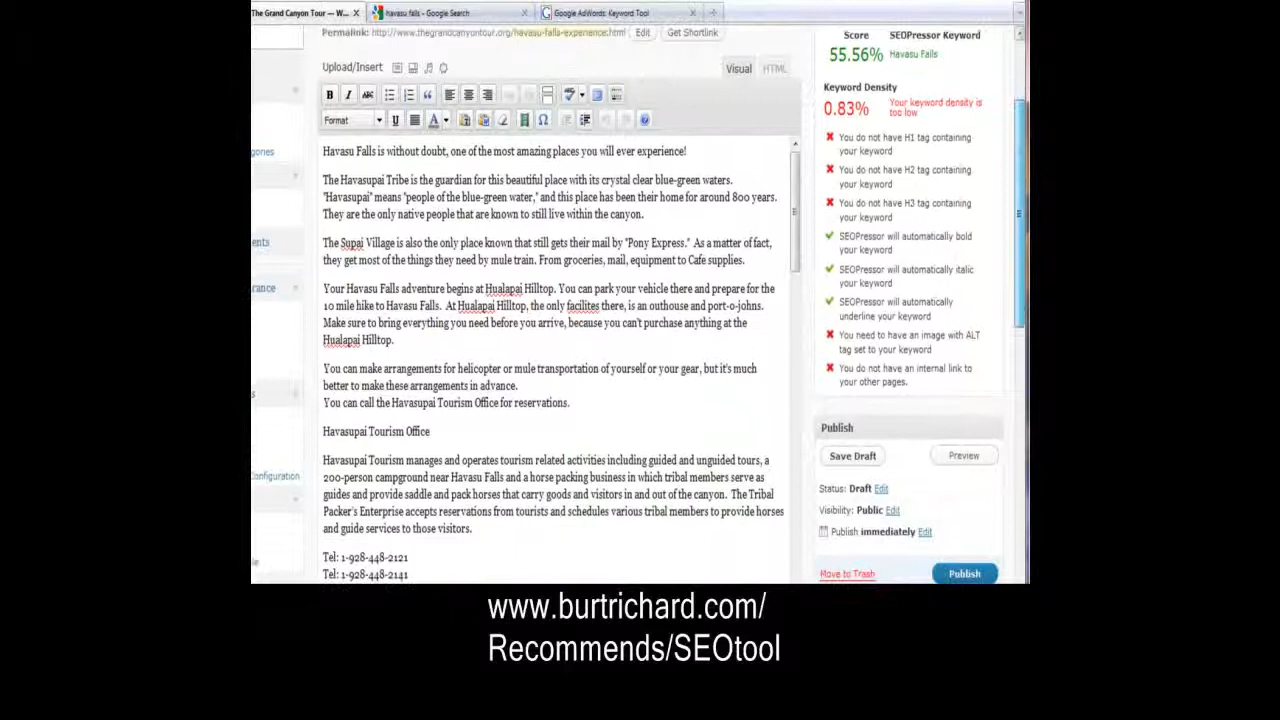 The Grand Canyon Tour — W...
havasu falls - Google Search
Google AdWords: Keyword Tool
Permalink: http://www.thegrandcanyontour.org/havasu-falls-experience.html Edit Get Shortlink
Upload/Insert
Visual HTML
B I ABC
Format U A
Havasu Falls is without doubt, one of the most amazing places you will ever experience!
The Havasupai Tribe is the guardian for this beautiful place with its crystal clear blue-green waters.
"Havasupai" means "people of the blue-green water," and this place has been their home for around 800 years.
They are the only native people that are known to still live within the canyon.
The Supai Village is also the only place known that still gets their mail by "Pony Express." As a matter of fact,
they get most of the things they need by mule train. From groceries, mail, equipment to Cafe supplies.
Your Havasu Falls adventure begins at Hualapai Hilltop. You can park your vehicle there and prepare for the
10 mile hike to Havasu Falls. At Hualapai Hilltop, the only facilites there, is an outhouse and port-o-johns.
Make sure to bring everything you need before you arrive, because you can't purchase anything at the
Hualapai Hilltop.
You can make arrangements for helicopter or mule transportation of yourself or your gear, but it's much
better to make these arrangements in advance.
You can call the Havasupai Tourism Office for reservations.
Havasupai Tourism Office
Havasupai Tourism manages and operates tourism related activities including guided and unguided tours, a
200-person campground near Havasu Falls and a horse packing business in which tribal members serve as
guides and provide saddle and pack horses that carry goods and visitors in and out of the canyon. The Tribal
Packer's Enterprise accepts reservations from tourists and schedules various tribal members to provide horses
and guide services to those visitors.
Tel: 1-928-448-2121
Tel: 1-928-448-2141
gories
ents
rance
s
Configuration
le
Score SEOPressor Keyword
55.56% Havasu Falls
Keyword Density
0.83% Your keyword density is
too low
You do not have H1 tag containing
your keyword
You do not have H2 tag containing
your keyword
You do not have H3 tag containing
your keyword
SEOPressor will automatically bold
your keyword
SEOPressor will automatically italic
your keyword
SEOPressor will automatically
underline your keyword
You need to have an image with ALT
tag set to your keyword
You do not have an internal link to
your other pages.
Publish
Save Draft Preview
Status: Draft Edit
Visibility: Public Edit
Publish immediately Edit
Move to Trash Publish
www.burtrichard.com/
Recommends/SEOtool